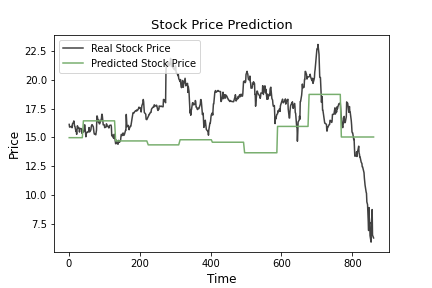 Stock Price Prediction
Real Stock Price
Predicted Stock Price
22.5
20.0
17.5
15.0
12.5
10.0
7.5
Price
0 200 400 600 800
Time